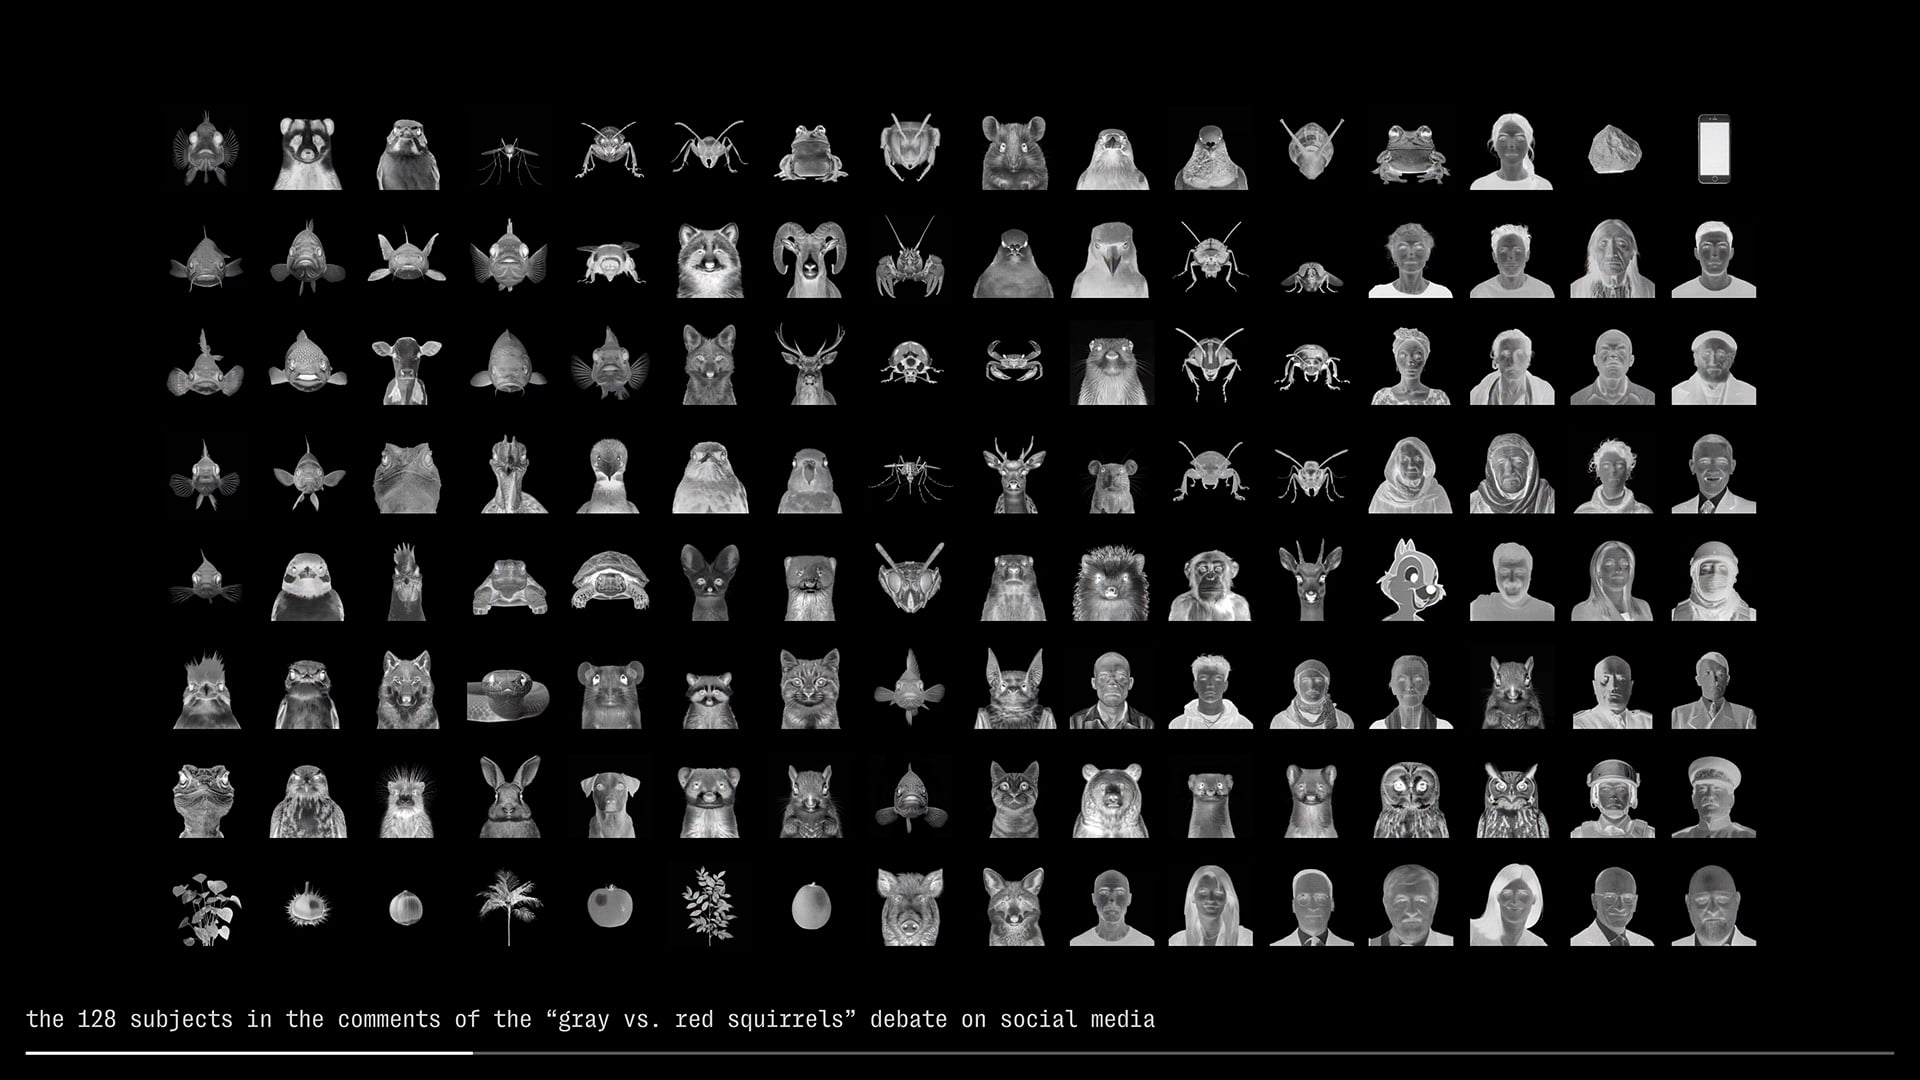 the 128 subjects in the comments of the “gray vs. red squirrels” debate on social media